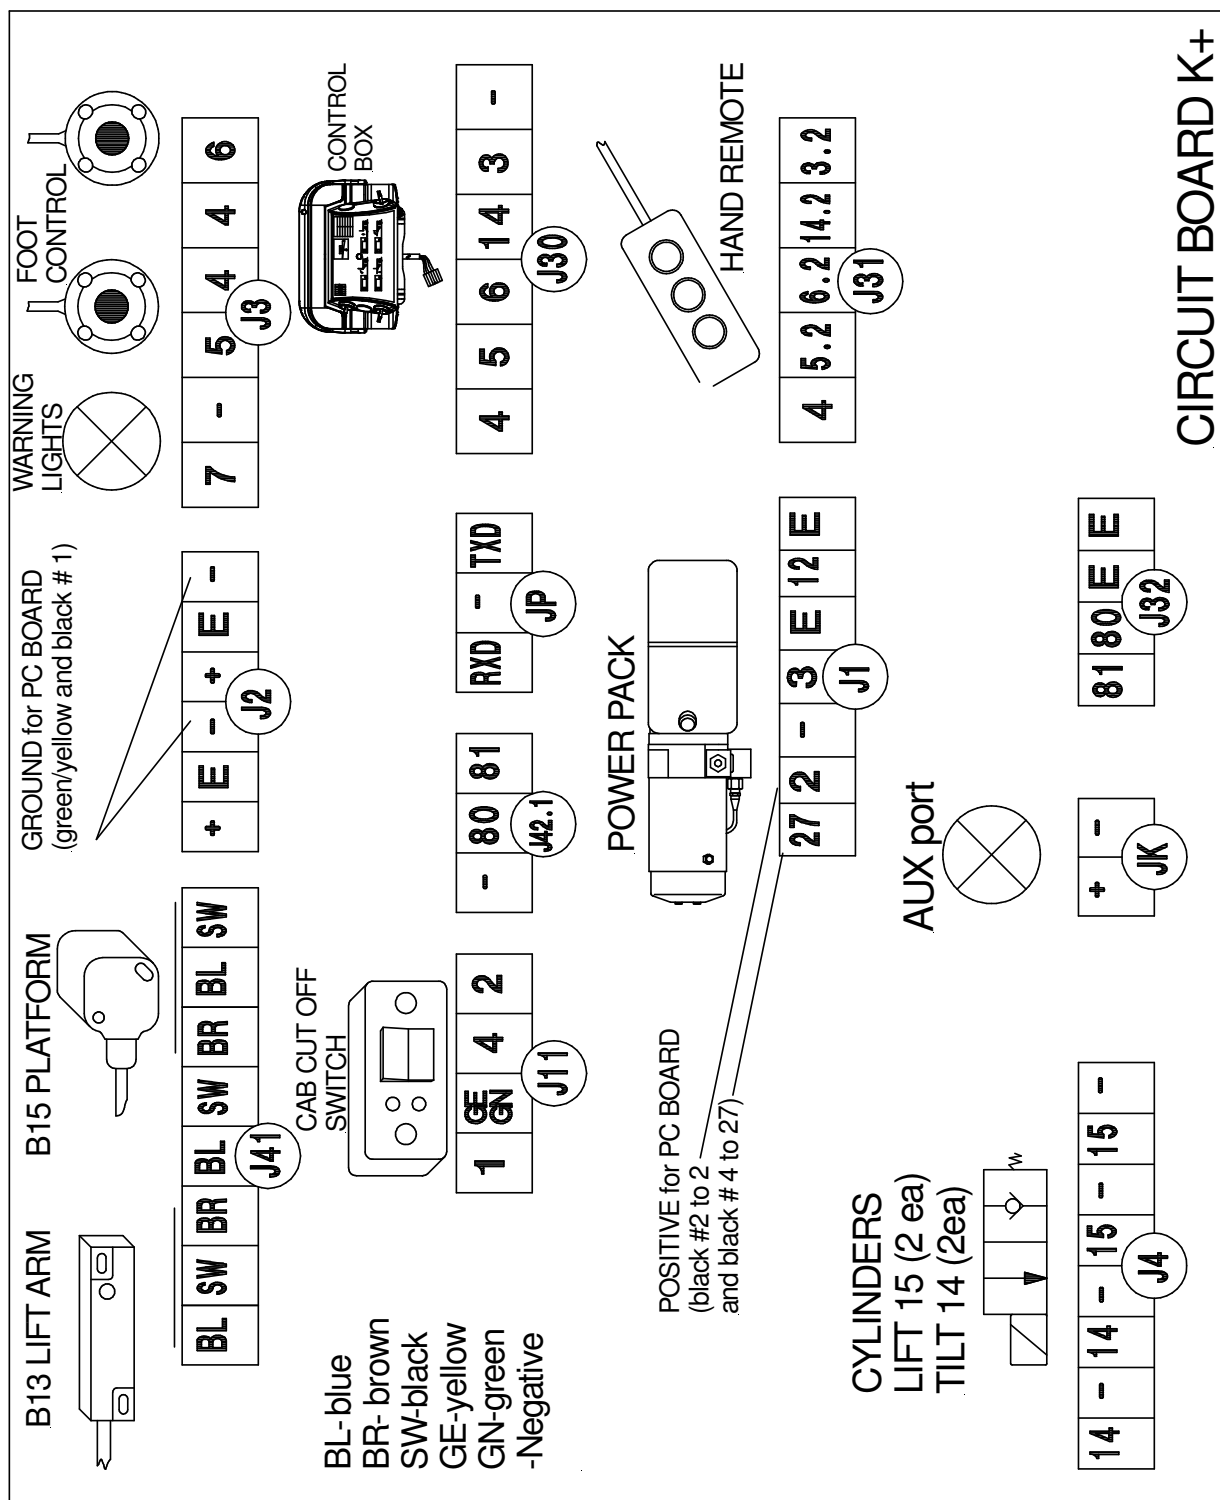 CIRCUIT BOARD K+
B13 LIFT ARM
B15 PLATFORM
BL SW BR BL SW BR BL SW
J41
GROUND for PC BOARD
(green/yellow and black # 1)
+ E - + E -
J2
WARNING
LIGHTS
FOOT
CONTROL
7 - 5 4 4 6
J3
BL- blue
BR- brown
SW-black
GE-yellow
GN-green
-Negative
CAB CUT OFF
SWITCH
1 GE GN 4 2
J11
- 80 81
J42.1
RXD - TXD
JP
CONTROL
BOX
4 5 6 14 3 -
J30
POSITIVE for PC BOARD
(black #2 to 2
and black # 4 to 27)
POWER PACK
27 2 - 3 E 12 E
J1
HAND REMOTE
4 5.2 6.2 14.2 3.2
J31
CYLINDERS
LIFT 15 (2 ea)
TILT 14 (2ea)
14 - 14 - 15 - 15 -
J4
AUX port
+ -
JK
81 80 E E
J32